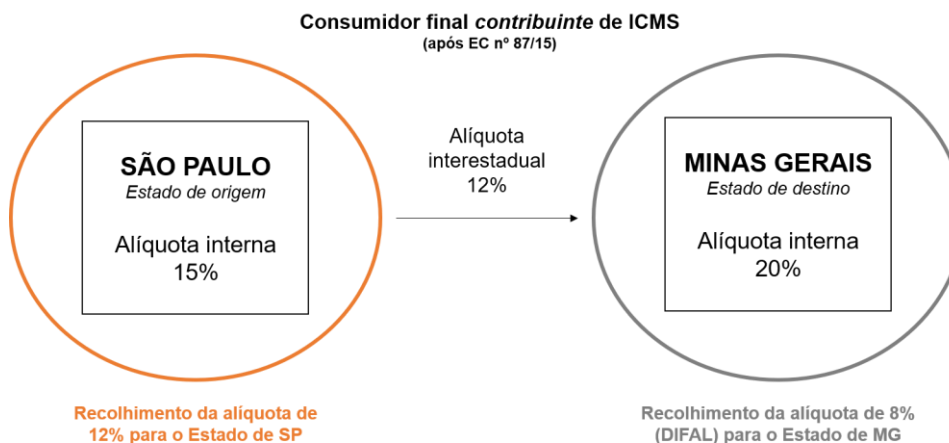 Consumidor final contribuinte de ICMS
(após EC nº 87/15)
SÃO PAULO
Estado de origem
Alíquota interna
15%
Alíquota
interestadual
12%
MINAS GERAIS
Estado de destino
Alíquota interna
20%
Recolhimento da alíquota de
12% para o Estado de SP
Recolhimento da alíquota de 8%
(DIFAL) para o Estado de MG